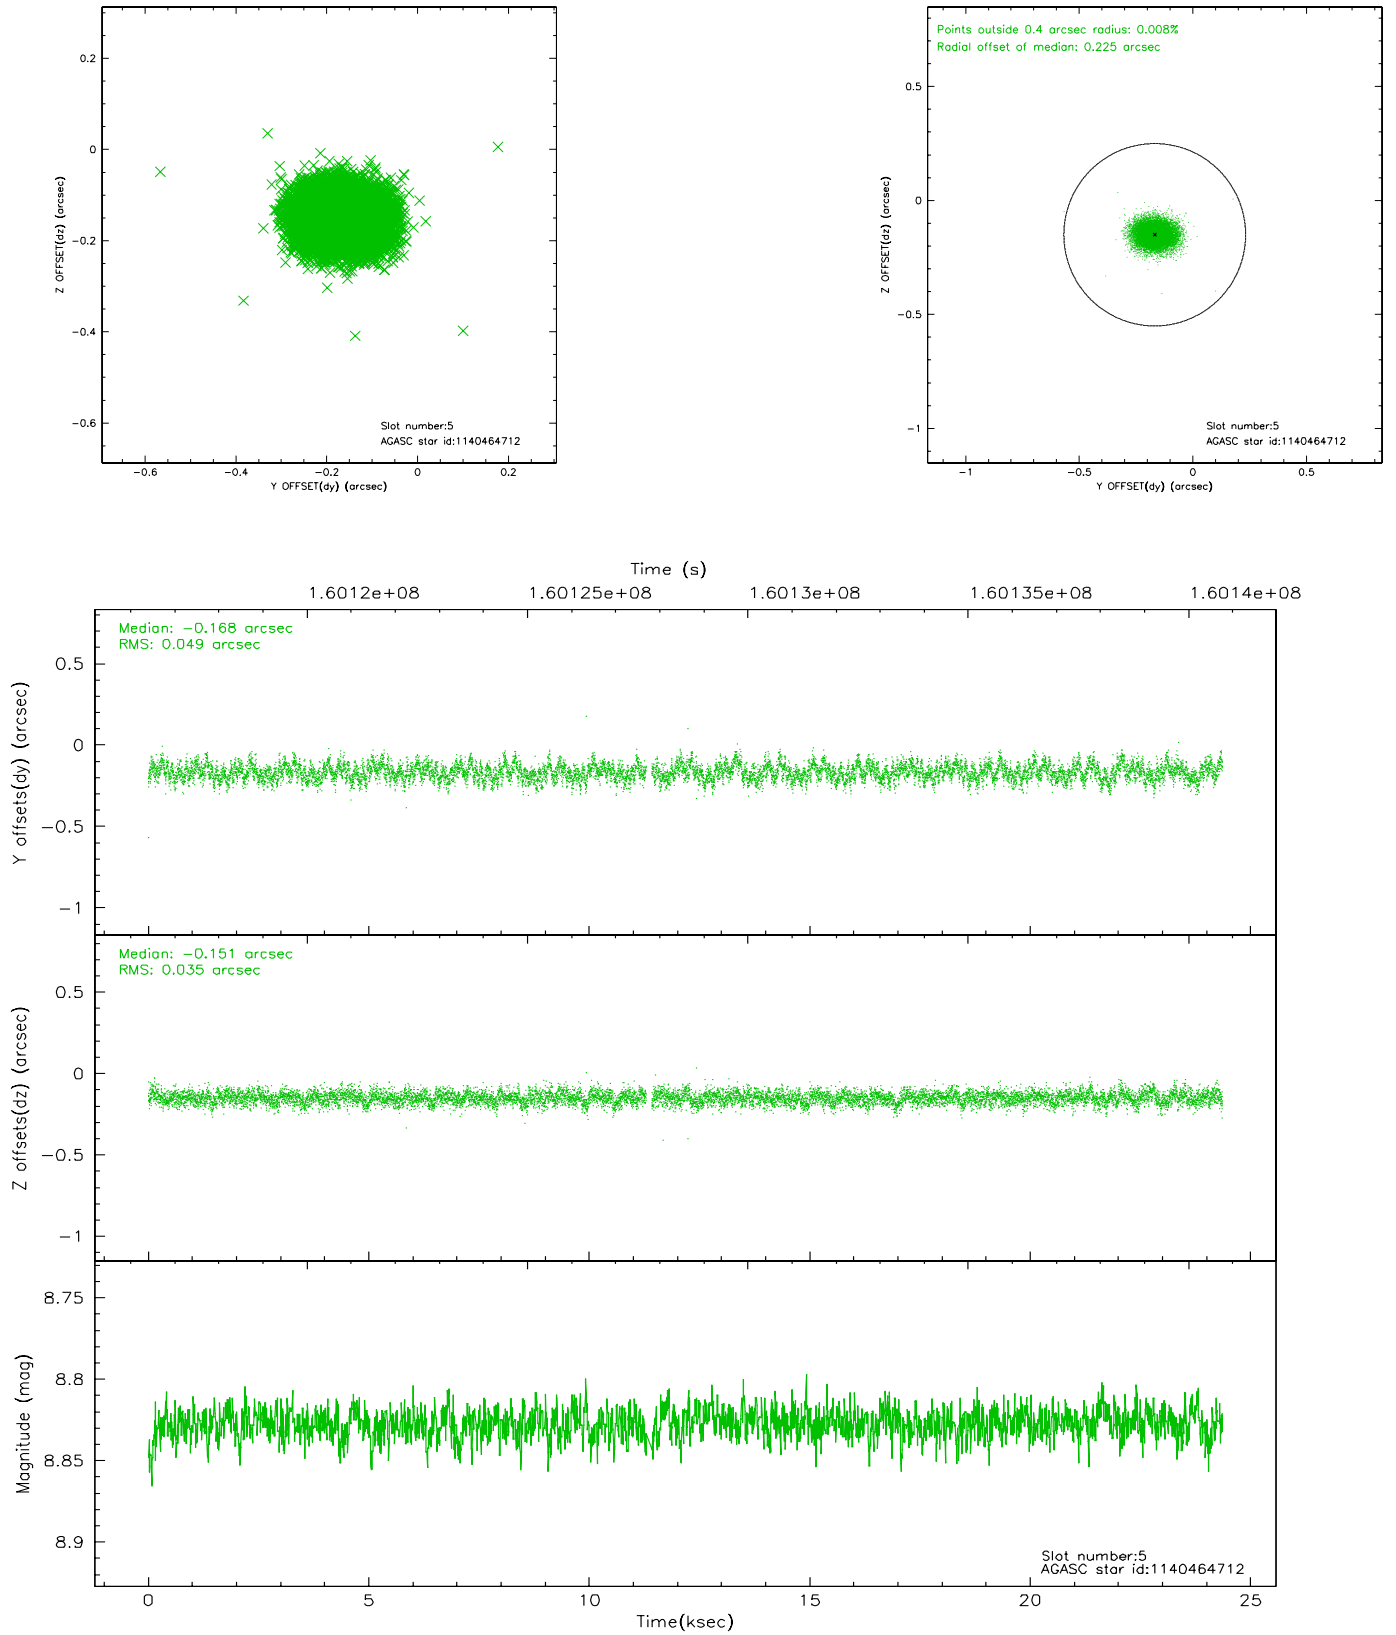 0.2
0
−0.2
−0.4
−0.6
Z OFFSET(dz) (arcsec)
Slot number:5
AGASC star id:1140464712
−0.6 −0.4 −0.2 0 0.2
Y OFFSET(dy) (arcsec)
Points outside 0.4 arcsec radius: 0.008%
Radial offset of median: 0.225 arcsec
0.5
0
−0.5
−1
Z OFFSET(dz) (arcsec)
Slot number:5
AGASC star id:1140464712
−1 −0.5 0 0.5
Y OFFSET(dy) (arcsec)
Time (s)
1.6012e+08 1.60125e+08 1.6013e+08 1.60135e+08 1.6014e+08
Median: −0.168 arcsec
RMS: 0.049 arcsec
0.5
0
−0.5
−1
Y offsets(dy) (arcsec)
Median: −0.151 arcsec
RMS: 0.035 arcsec
0.5
0
−0.5
−1
Z offsets(dz) (arcsec)
8.75
8.8
8.85
8.9
Magnitude (mag)
Slot number:5
AGASC star id:1140464712
0 5 10 15 20 25
Time(ksec)